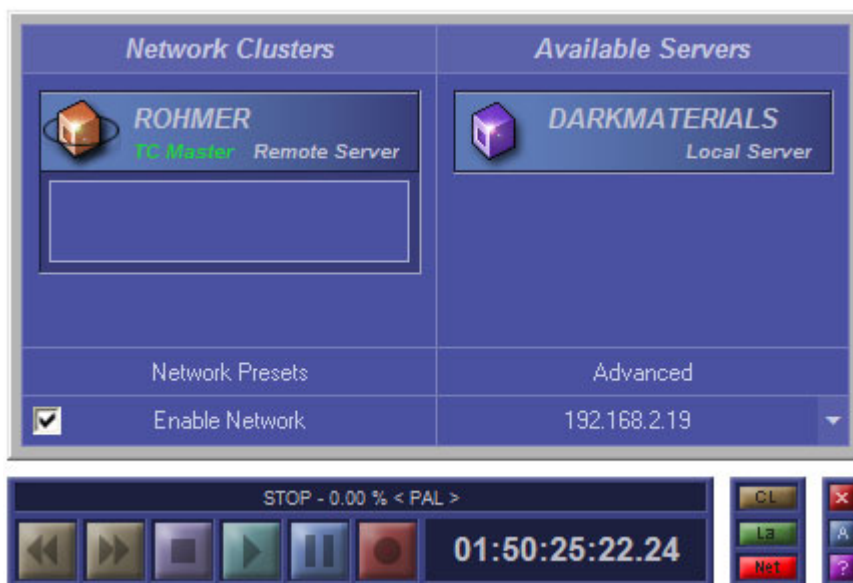 Network Clusters
Available Servers
ROHMER
TC Master Remote Server
DARKMATERIALS
Local Server
Network Presets
Advanced
Enable Network
192.168.2.19
STOP - 0.00 % < PAL >
01:50:25:22.24
CL
La
Net
X
A
?